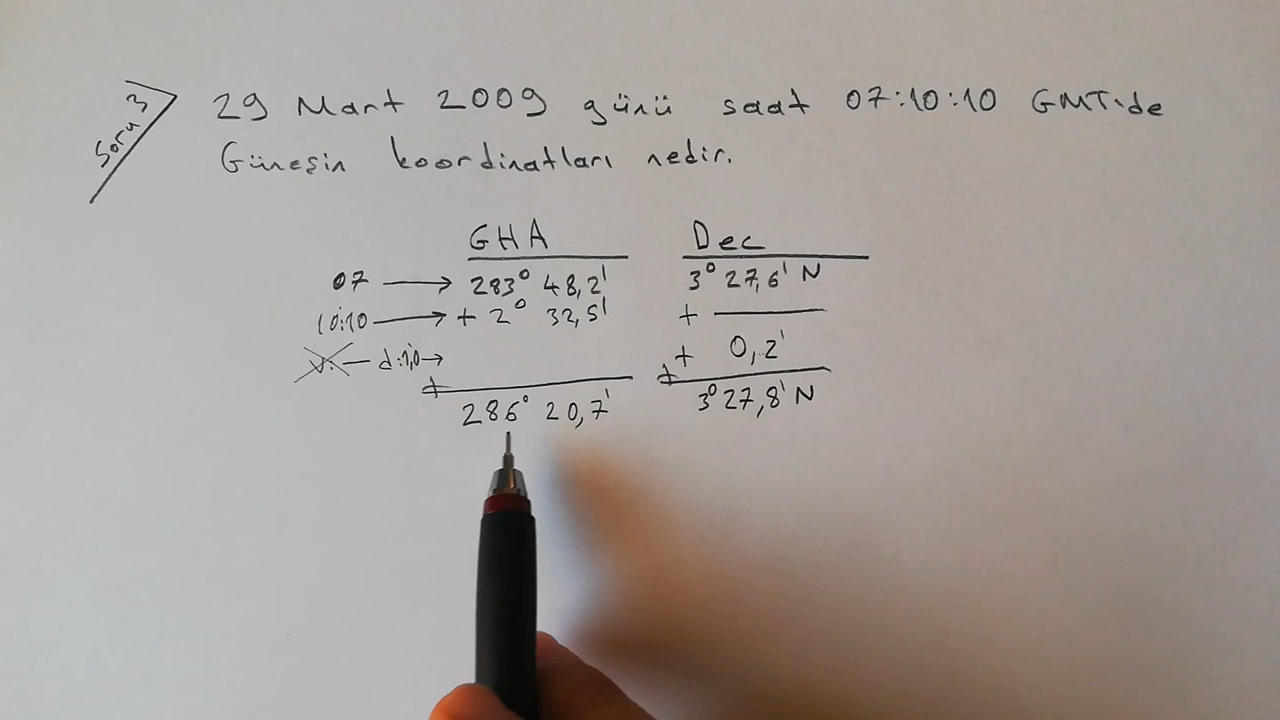 Soru 3
29 Mart 2009 günü saat 07:10:10 GMT'de
Güneşin koordinatları nedir.
GHA Dec
07 → 283° 48,2' 3° 27,6' N
10:10 → + 2° 32,5' + —
v: — d:1,0 → + 0,2'
+ +
286° 20,7' 3° 27,8' N